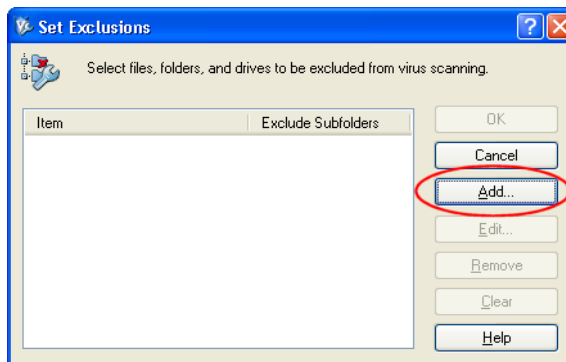 Set Exclusions
Select files, folders, and drives to be excluded from virus scanning.
Item Exclude Subfolders
OK
Cancel
Add...
Edit...
Remove
Clear
Help